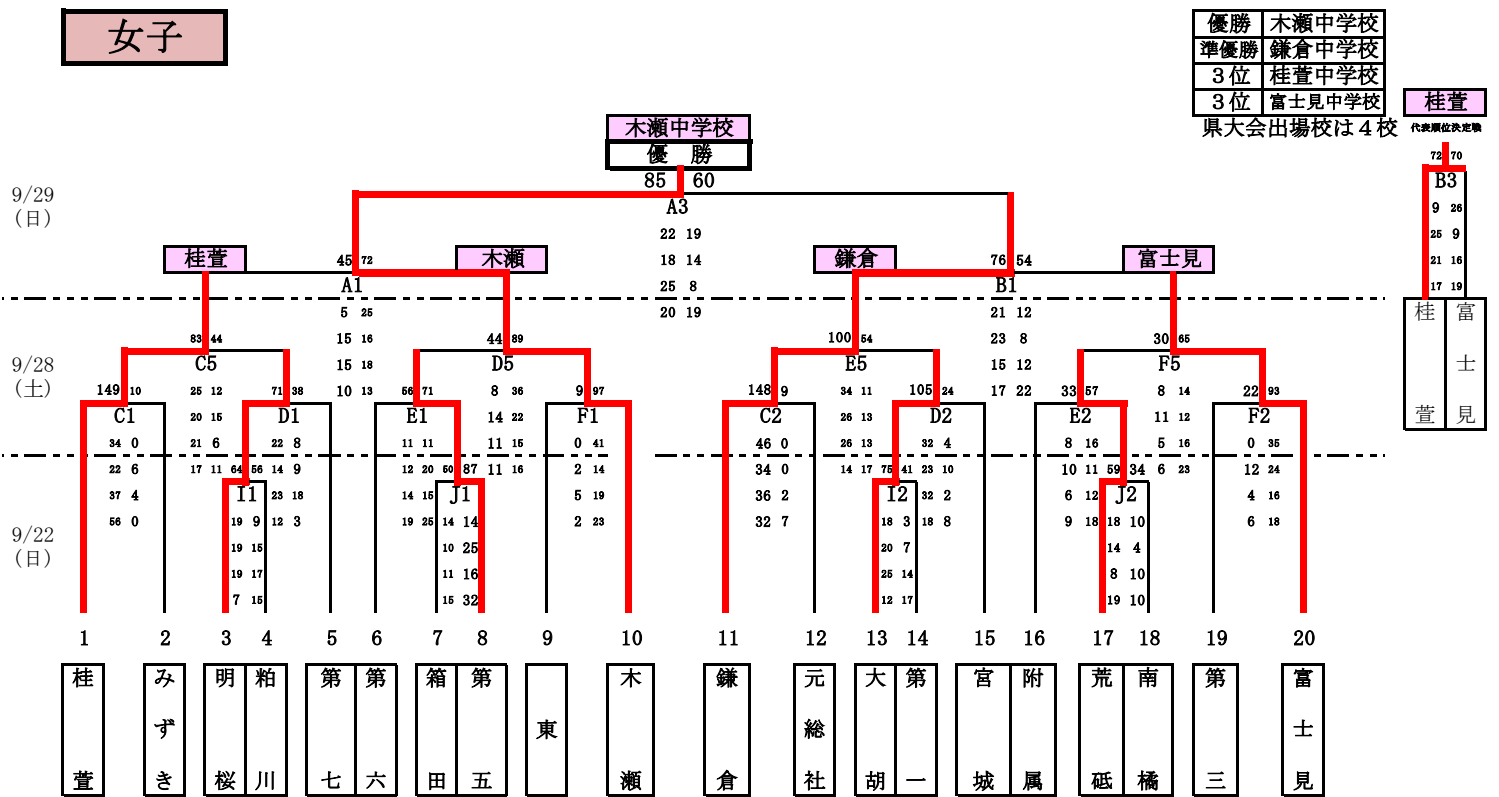 女子
優勝 木瀬中学校
準優勝 鎌倉中学校
３位 桂萱中学校
３位 富士見中学校
県大会出場校は４校
桂萱
代表順位決定戦
72 70
B3
9 26
25 9
21 16
17 19
桂萱 富士見
木瀬中学校
優 勝
85 60
A3
22 19
18 14
25 8
20 19
9/29
(日)
桂萱 木瀬 鎌倉 富士見
45 72
A1
5 25
15 16
15 18
10 13
76 54
B1
21 12
23 8
15 12
17 22
9/28
(土)
83 44
C5
25 12
20 15
21 6
17 11
44 89
D5
8 36
14 22
11 15
11 16
100 54
E5
34 11
26 13
26 13
14 17
30 65
F5
8 14
11 12
5 16
6 23
149 10
C1
34 0
22 6
37 4
56 0
71 38
D1
22 8
14 9
23 18
12 3
56 71
E1
11 11
12 20
14 15
19 25
9 97
F1
0 41
2 14
5 19
2 23
148 9
C2
46 0
34 0
36 2
32 7
105 24
D2
32 4
23 10
32 2
18 8
33 57
E2
8 16
10 11
6 12
9 18
22 93
F2
0 35
12 24
4 16
6 18
9/22
(日)
64 56
I1
19 9
19 15
19 17
7 15
50 87
J1
14 14
10 25
11 16
15 32
75 41
I2
18 3
20 7
25 14
12 17
59 34
J2
18 10
14 4
8 10
19 10
1 2 3 4 5 6 7 8 9 10 11 12 13 14 15 16 17 18 19 20
桂萱 みずき 明桜 粕川 第七 第六 箱田 第五 東 木瀬 鎌倉 元総社 大胡 第一 宮城 附属 荒砥 南橘 第三 富士見